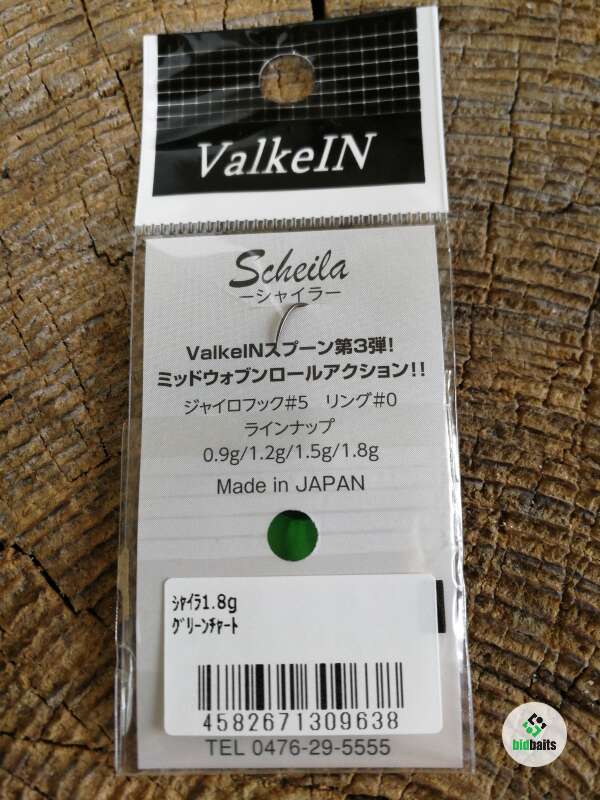 ValkeIN
Scheila
ーシャイラー
ValkeINスプーン第3弾!
ミッドウォブンロールアクション!!
ジャイロフック#5 リング#0
ラインナップ
0.9g/1.2g/1.5g/1.8g
Made in JAPAN
ｼｬｲﾗ1.8g
ｸﾞﾘｰﾝﾁｬｰﾄ
4582671309638
TEL 0476-29-5555
bidbaits